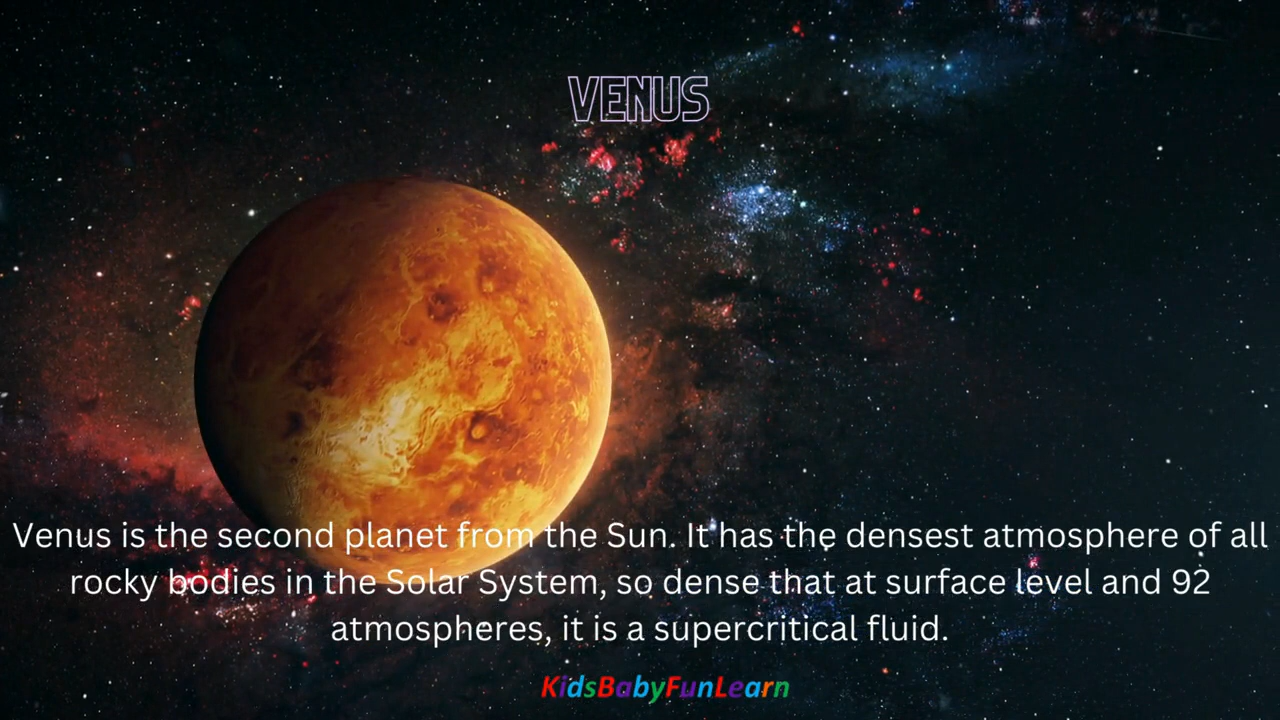 VENUS
Venus is the second planet from the Sun. It has the densest atmosphere of all
rocky bodies in the Solar System, so dense that at surface level and 92
atmospheres, it is a supercritical fluid.
KidsBabyFunLearn